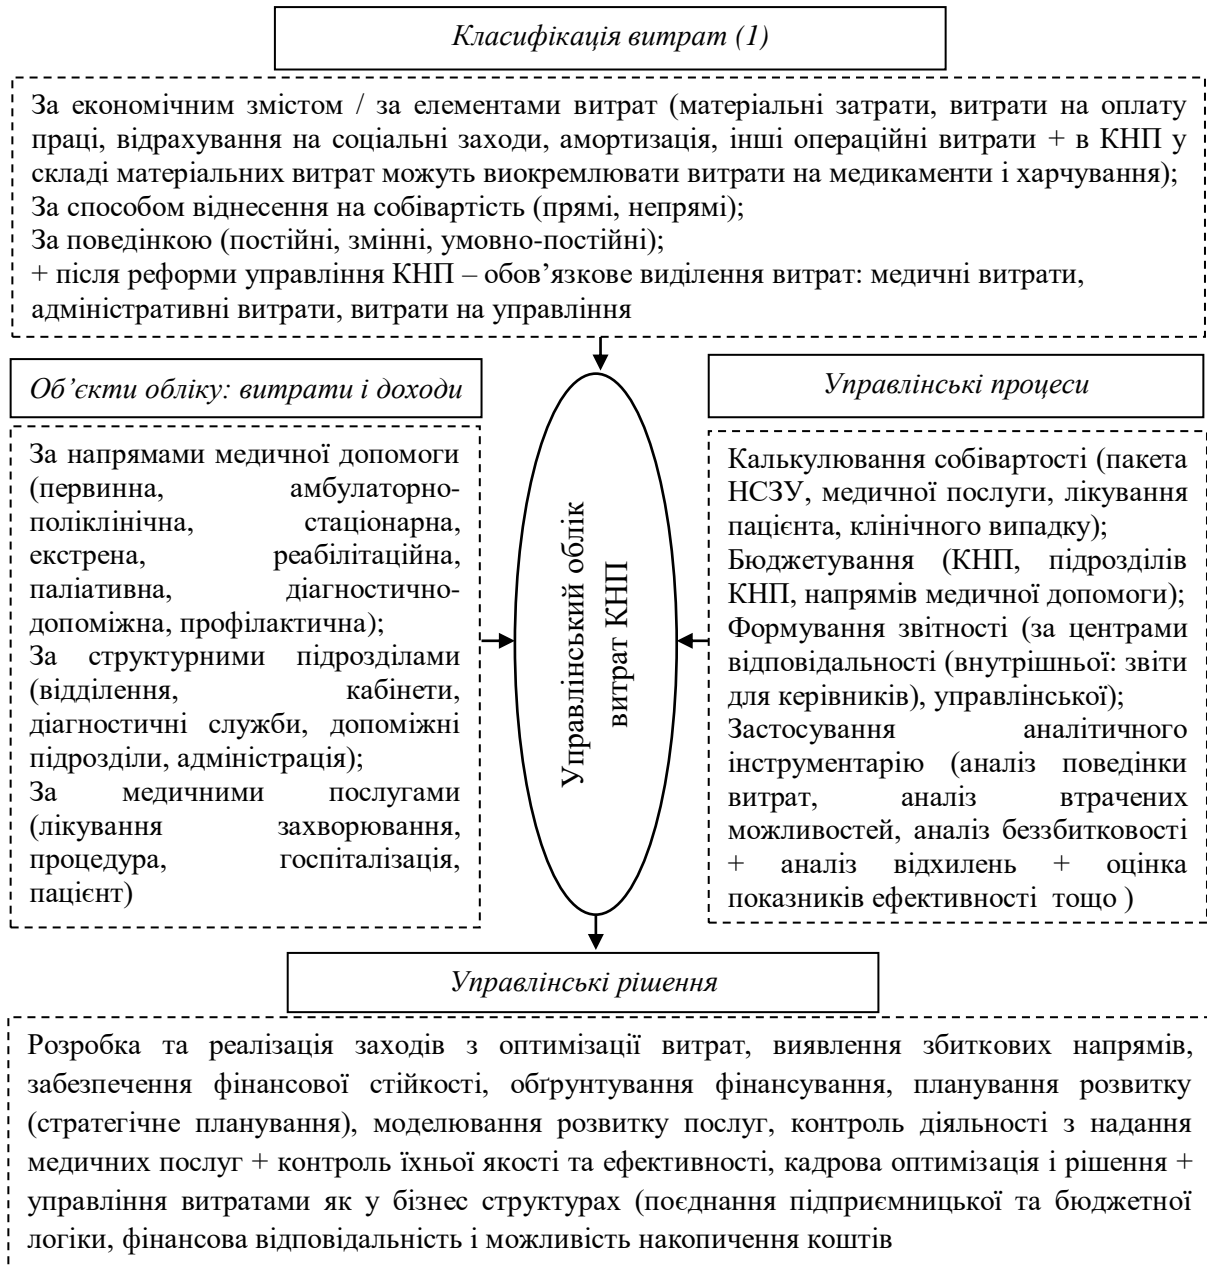 Класифікація витрат (1)
За економічним змістом / за елементами витрат (матеріальні затрати, витрати на оплату
праці, відрахування на соціальні заходи, амортизація, інші операційні витрати + в КНП у
складі матеріальних витрат можуть виокремлювати витрати на медикаменти і харчування);
За способом віднесення на собівартість (прямі, непрямі);
За поведінкою (постійні, змінні, умовно-постійні);
+ після реформи управління КНП – обов’язкове виділення витрат: медичні витрати,
адміністративні витрати, витрати на управління
Об’єкти обліку: витрати і доходи
За напрямами медичної допомоги
(первинна, амбулаторно-
поліклінічна, стаціонарна,
екстрена, реабілітаційна,
паліативна, діагностично-
допоміжна, профілактична);
За структурними підрозділами
(відділення, кабінети,
діагностичні служби, допоміжні
підрозділи, адміністрація);
За медичними послугами
(лікування захворювання,
процедура, госпіталізація,
пацієнт)
Управлінський облік
витрат КНП
Управлінські процеси
Калькулювання собівартості (пакета
НСЗУ, медичної послуги, лікування
пацієнта, клінічного випадку);
Бюджетування (КНП, підрозділів
КНП, напрямів медичної допомоги);
Формування звітності (за центрами
відповідальності (внутрішньої: звіти
для керівників), управлінської);
Застосування аналітичного
інструментарію (аналіз поведінки
витрат, аналіз втрачених
можливостей, аналіз беззбитковості
+ аналіз відхилень + оцінка
показників ефективності тощо )
Управлінські рішення
Розробка та реалізація заходів з оптимізації витрат, виявлення збиткових напрямів,
забезпечення фінансової стійкості, обґрунтування фінансування, планування розвитку
(стратегічне планування), моделювання розвитку послуг, контроль діяльності з надання
медичних послуг + контроль їхньої якості та ефективності, кадрова оптимізація і рішення +
управління витратами як у бізнес структурах (поєднання підприємницької та бюджетної
логіки, фінансова відповідальність і можливість накопичення коштів